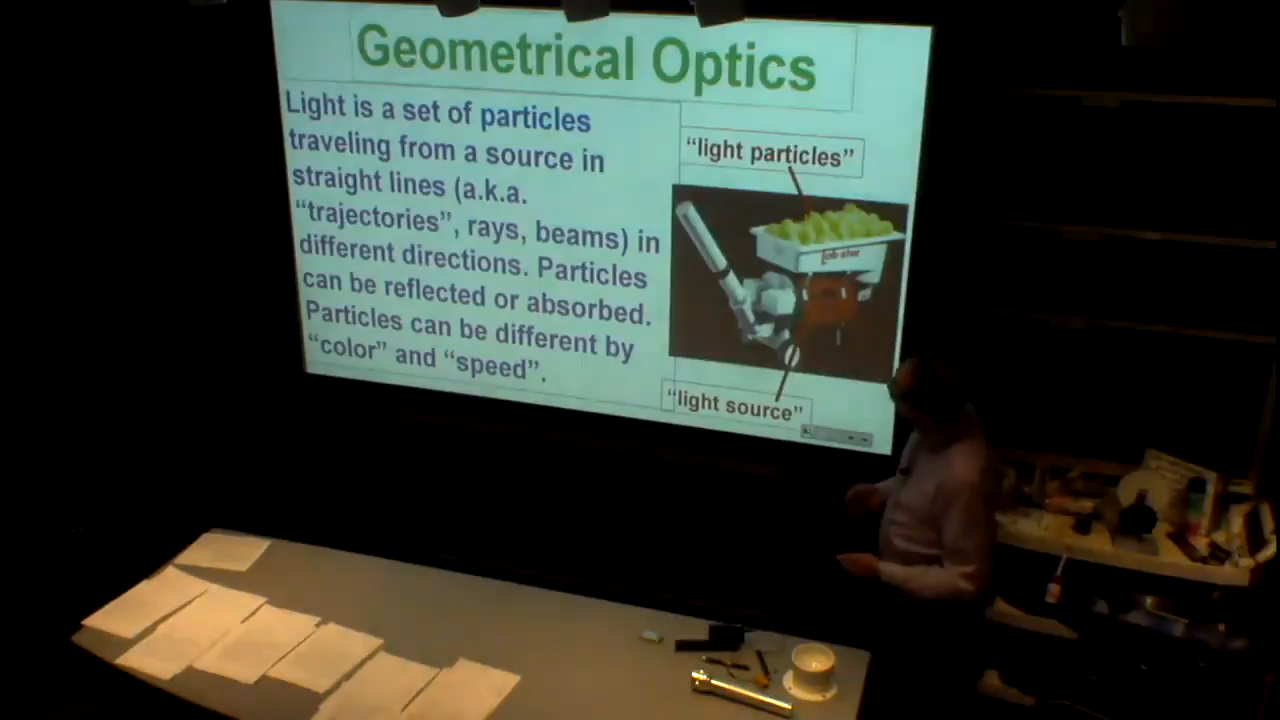 Geometrical Optics
Light is a set of particles
traveling from a source in
straight lines (a.k.a.
“trajectories”, rays, beams) in
different directions. Particles
can be reflected or absorbed.
Particles can be different by
“color” and “speed”.
“light particles”
“light source”